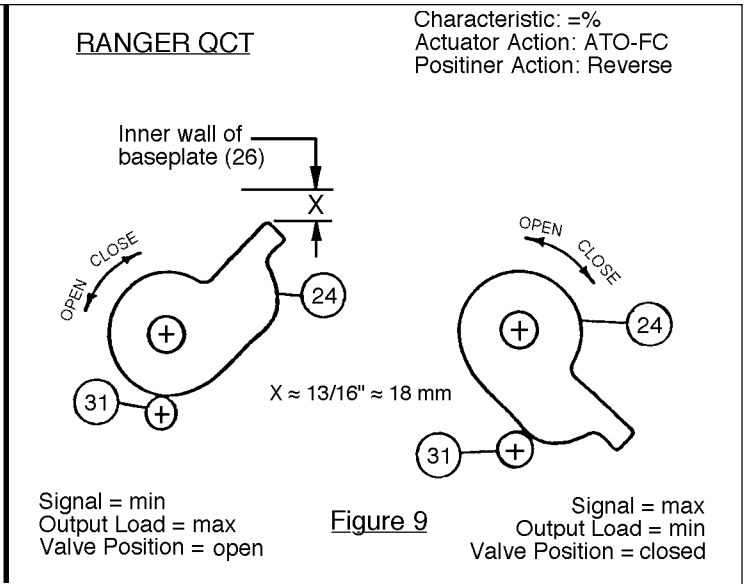 RANGER QCT
Characteristic: =%
Actuator Action: ATO-FC
Positiner Action: Reverse
Inner wall of
baseplate (26)
X
OPEN CLOSE
24
31
X ≈ 13/16" ≈ 18 mm
OPEN CLOSE
24
31
Signal = min
Output Load = max
Valve Position = open
Figure 9
Signal = max
Output Load = min
Valve Position = closed